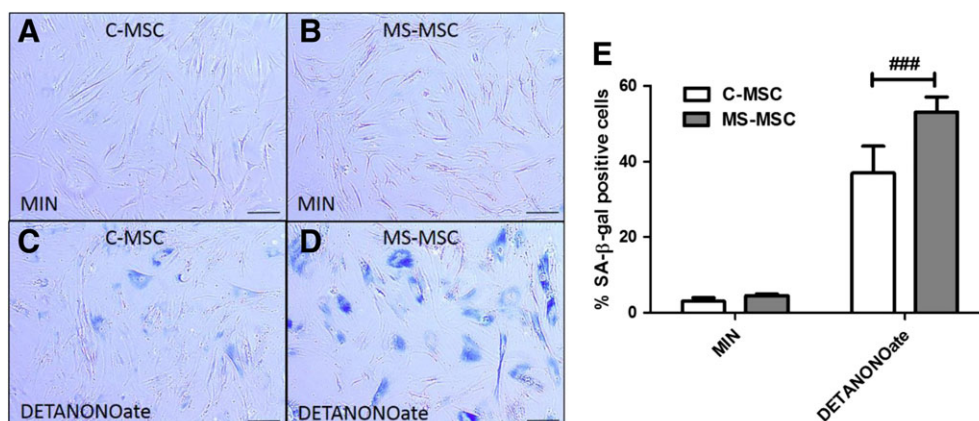 A
C-MSC
MIN
B
MS-MSC
MIN
C
C-MSC
DETANONOate
D
MS-MSC
DETANONOate
E
###
C-MSC
MS-MSC
% SA-β-gal positive cells
60
40
20
0
MIN
DETANONOate